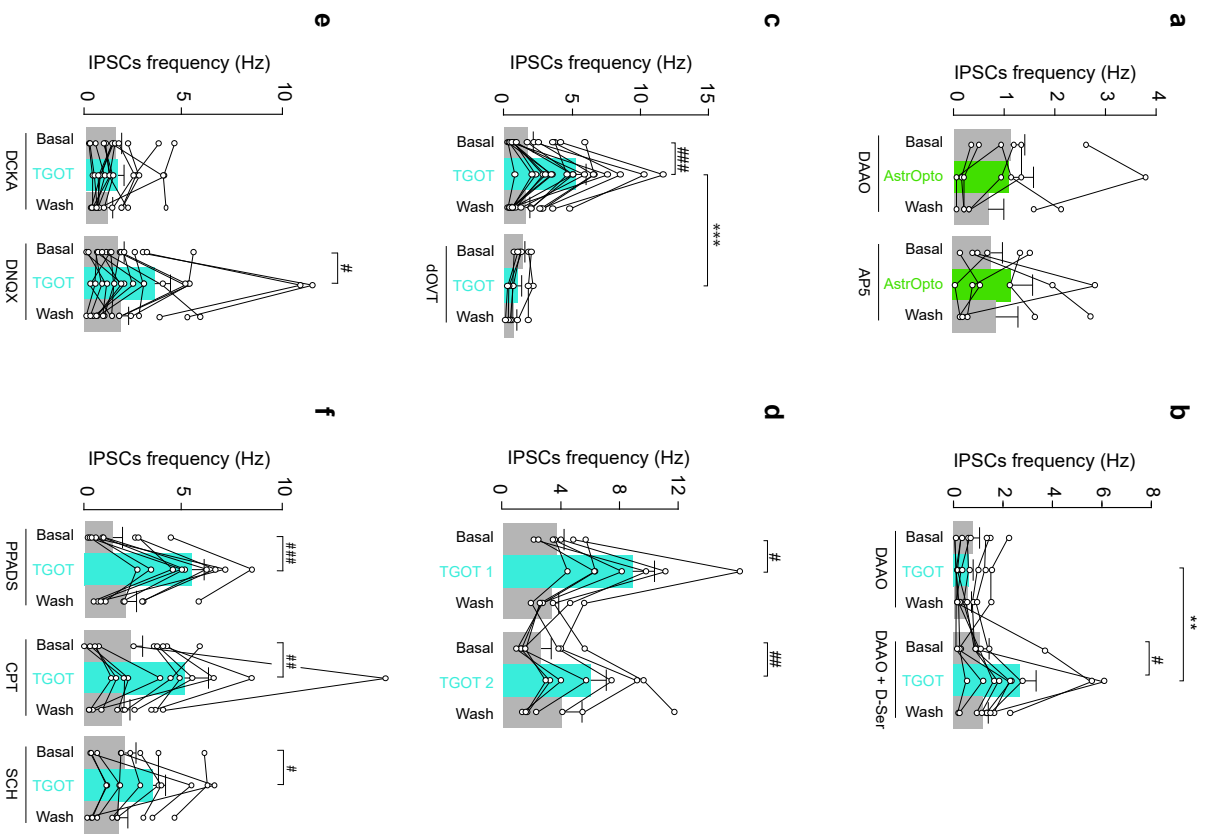 a
IPSCs frequency (Hz)
0 1 2 3 4
Basal
AstrOpto
Wash
DAAO
Basal
AstrOpto
Wash
AP5
b
IPSCs frequency (Hz)
0 2 4 6 8
**
#
Basal
TGOT
Wash
DAAO
Basal
TGOT
Wash
DAAO + D-Ser
c
IPSCs frequency (Hz)
0 5 10 15
###
***
Basal
TGOT
Wash
Basal
TGOT
Wash
dOVT
d
IPSCs frequency (Hz)
0 4 8 12
#
##
Basal
TGOT 1
Wash
Basal
TGOT 2
Wash
e
IPSCs frequency (Hz)
0 5 10
#
Basal
TGOT
Wash
DCKA
Basal
TGOT
Wash
DNQX
f
IPSCs frequency (Hz)
0 5 10
###
##
#
Basal
TGOT
Wash
PPADS
Basal
TGOT
Wash
CPT
Basal
TGOT
Wash
SCH